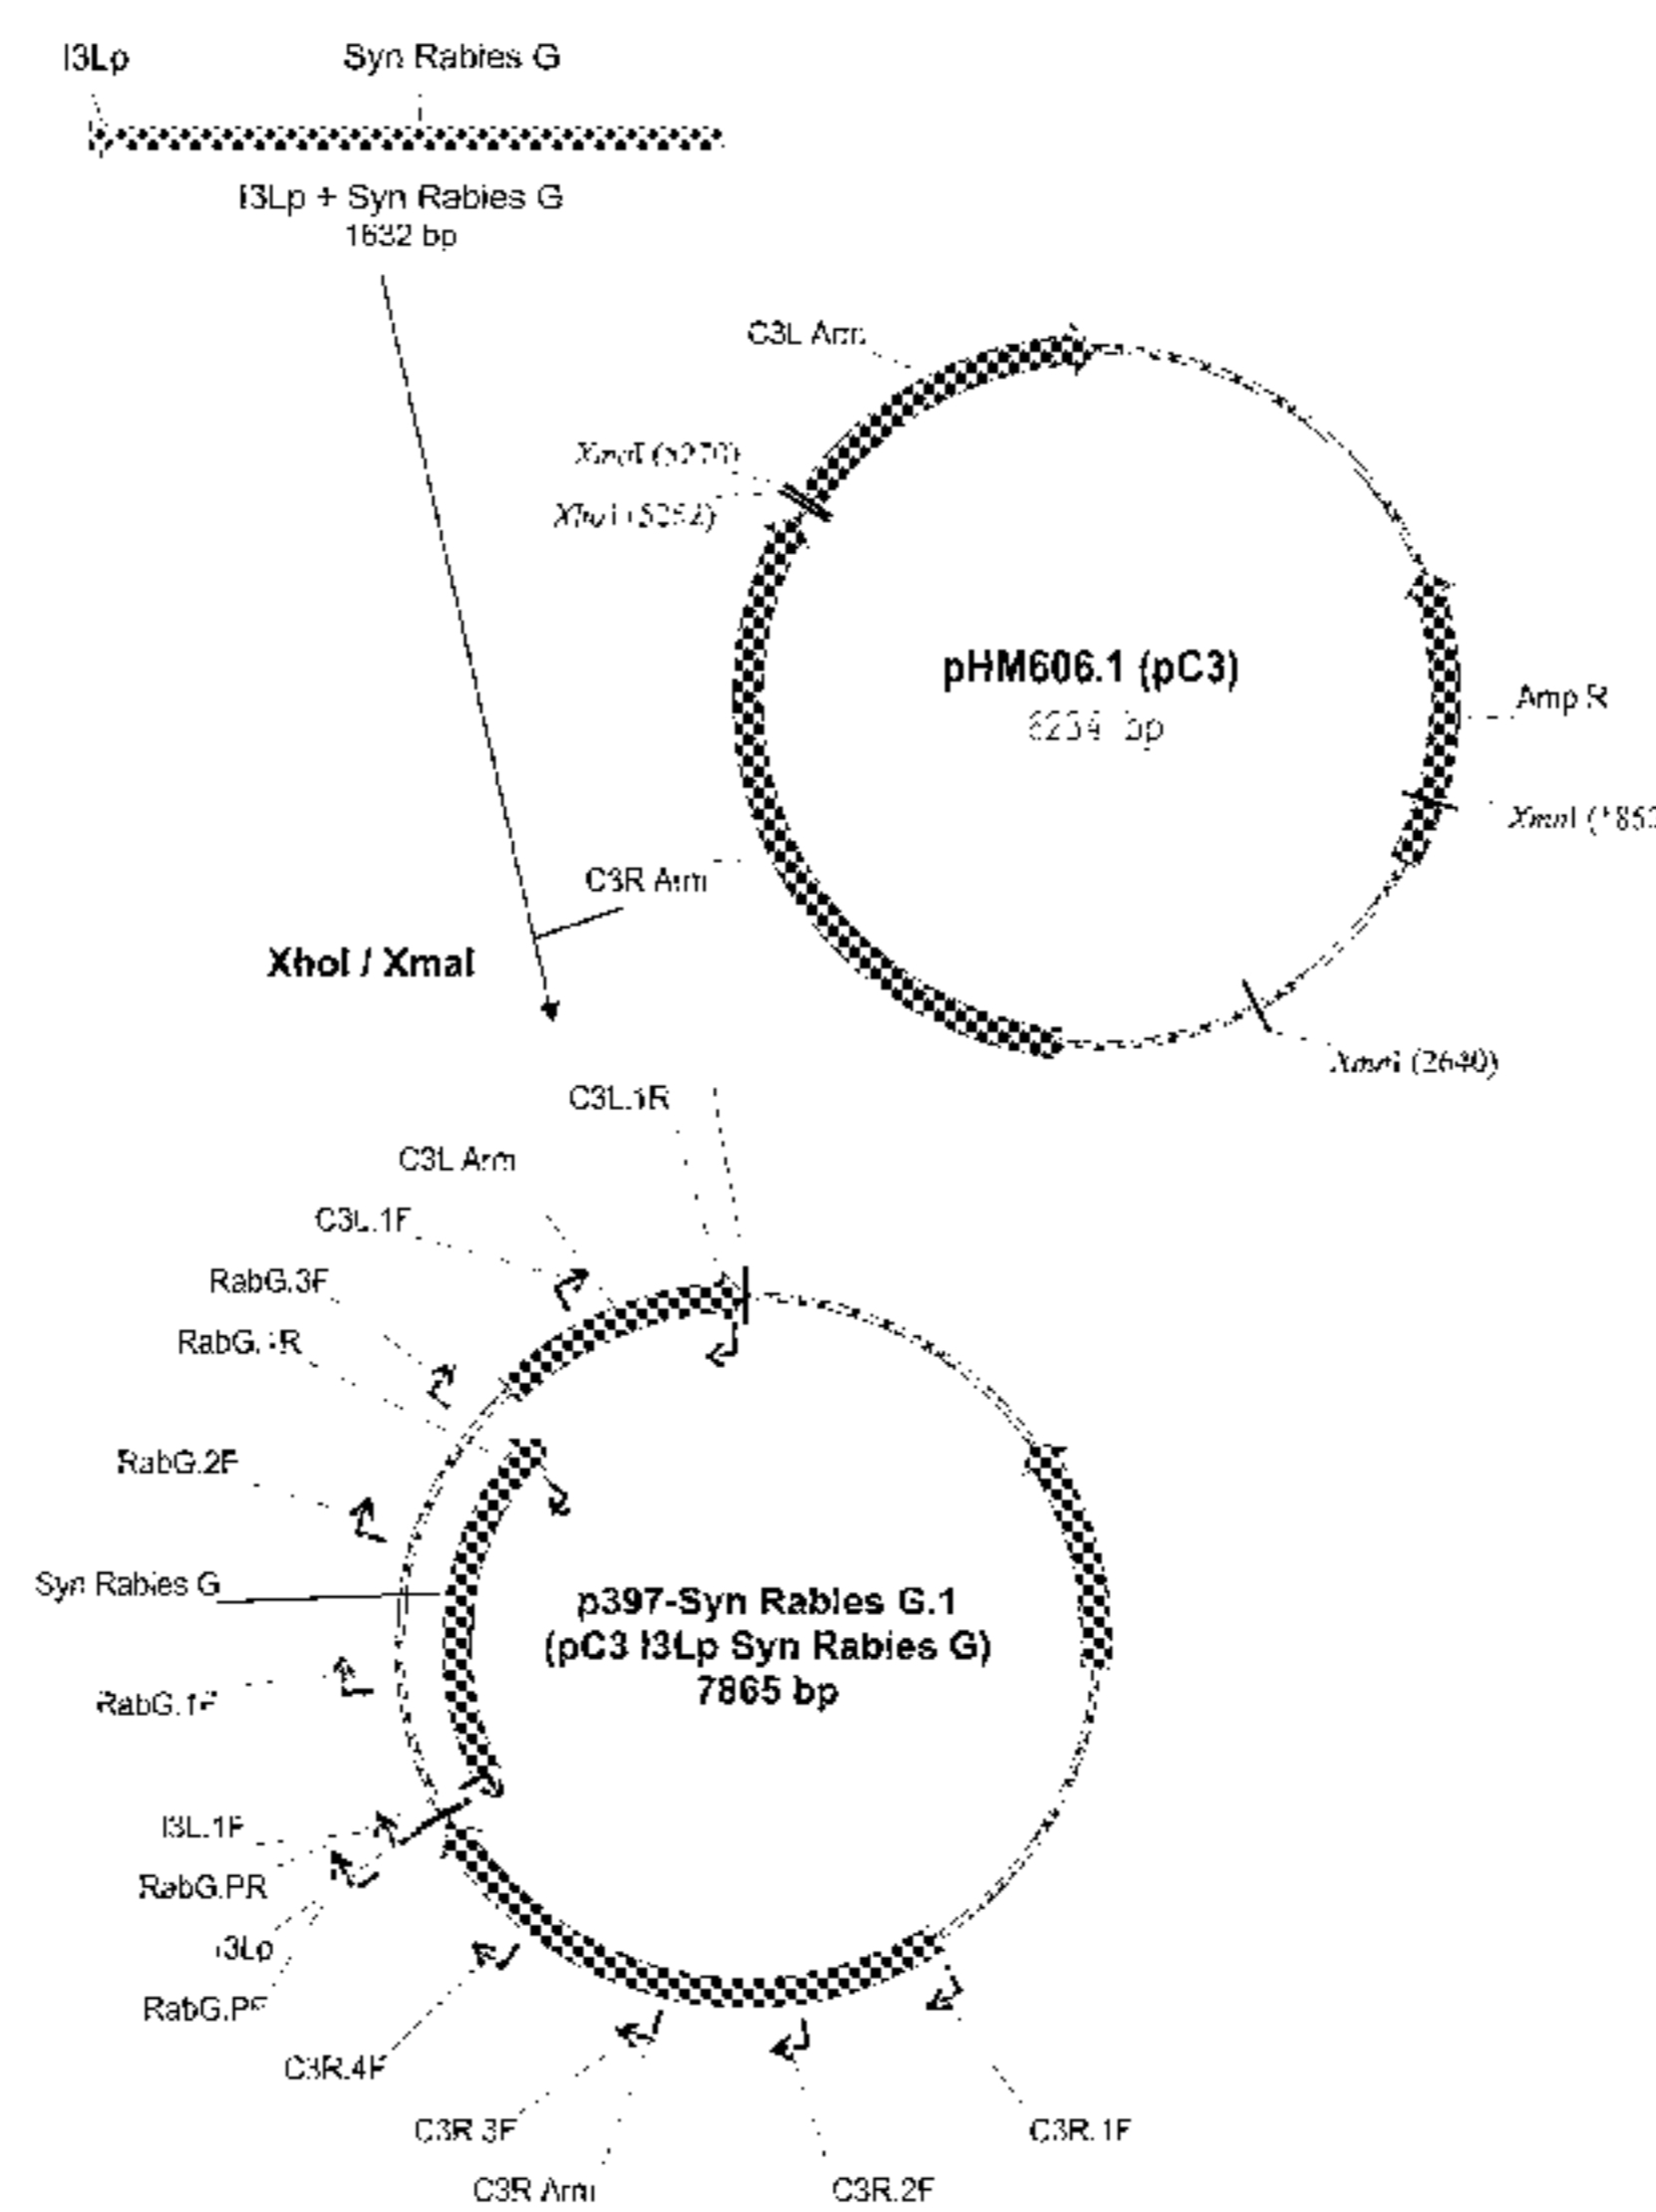 I3Lp
Syn Rabies G
I3Lp + Syn Rabies G
1632 bp
C3L Arm
pHM606.1 (pC3)
bp
Amp R
C3R Arm
XhoI / XmaI
XmnI (2640)
C3L.1R
C3L Arm
C3L.1F
RabG.3F
RabG.2F
Syn Rabies G
p397-Syn Rabies G.1
(pC3 I3Lp Syn Rabies G)
7865 bp
RabG.1F
I3L.1F
RabG.PR
I3Lp
RabG.PF
C3R.4F
C3R.3F
C3R.1F
C3R Arm
C3R.2F